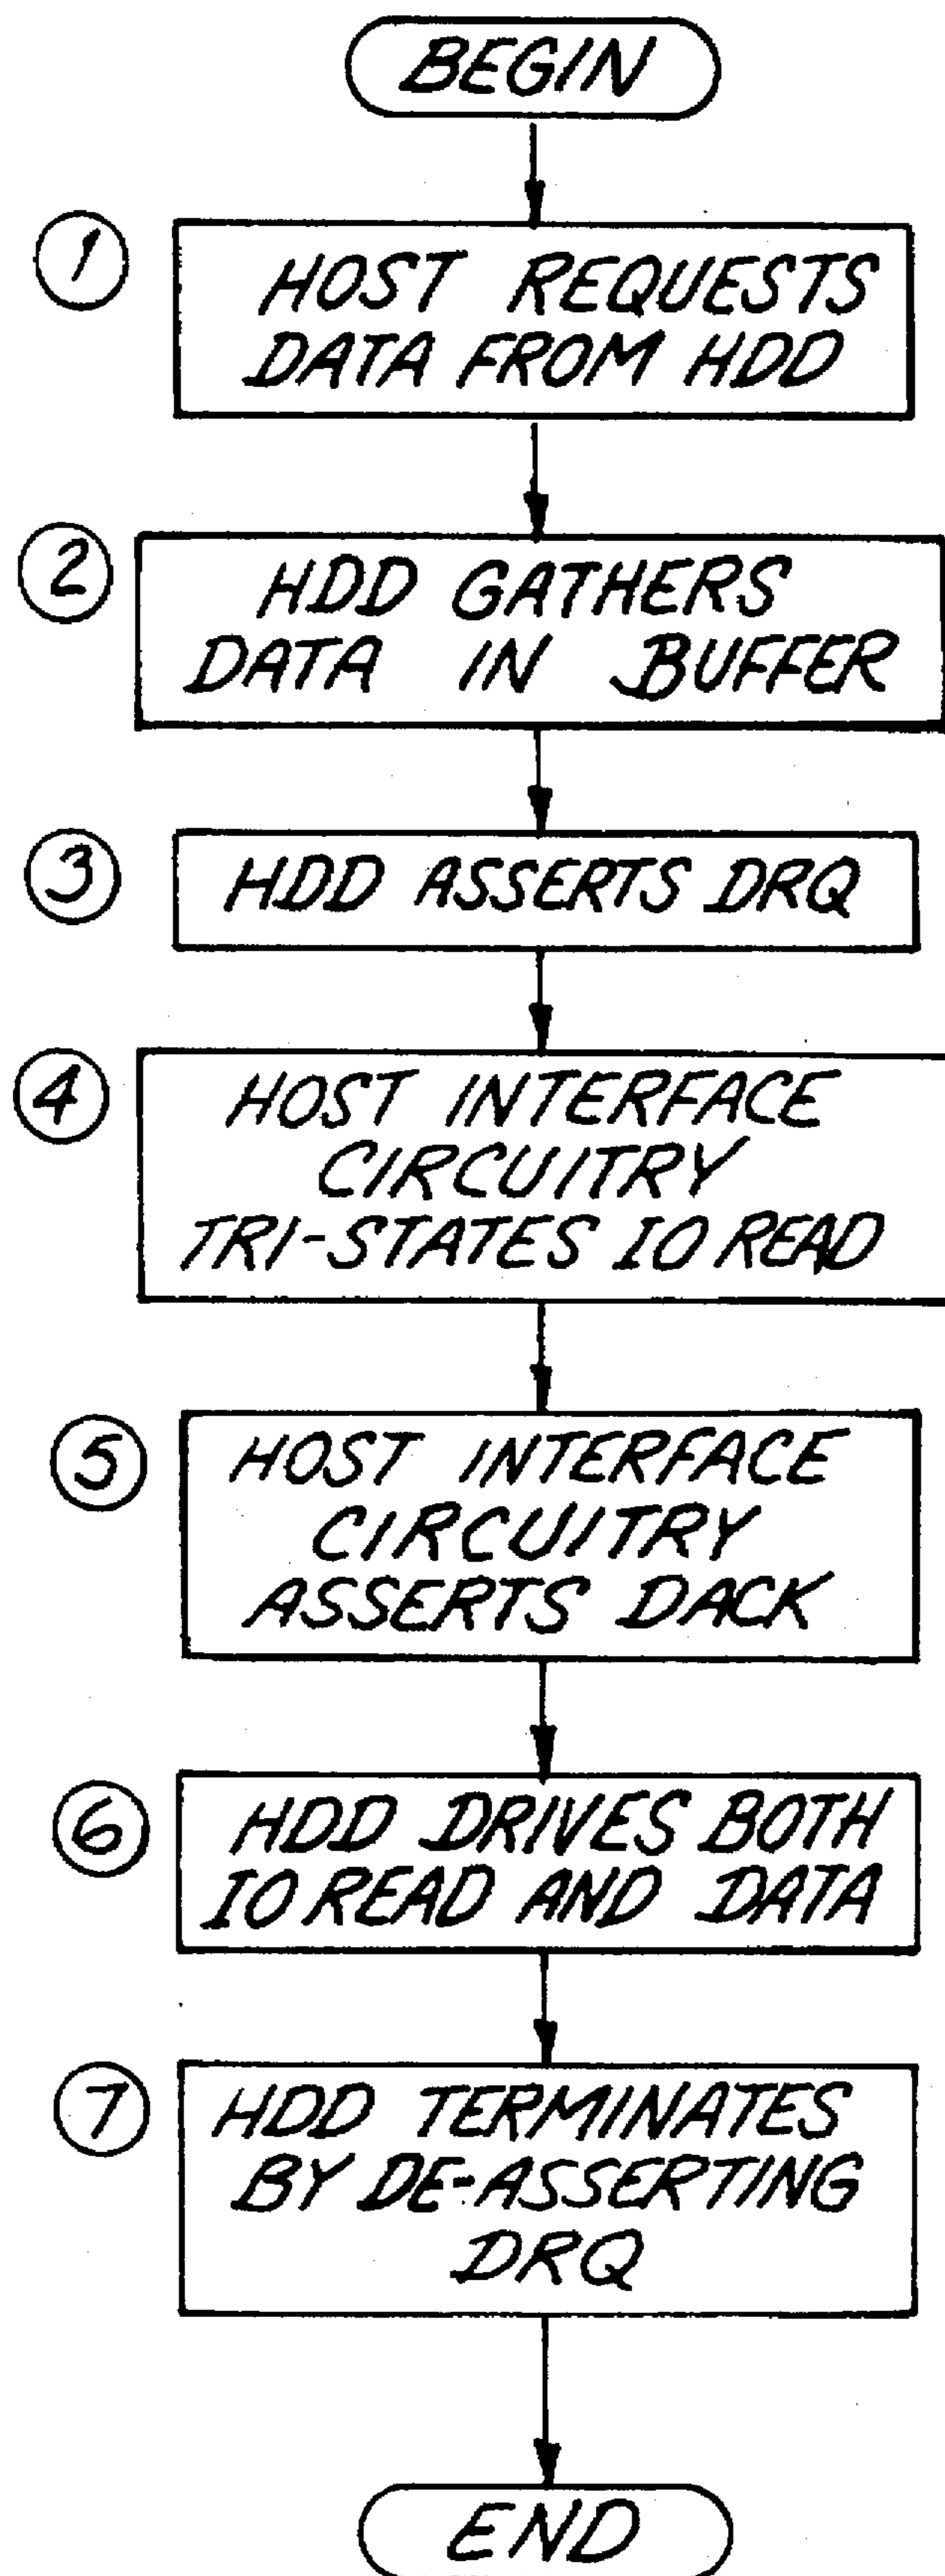 BEGIN
1
HOST REQUESTS
DATA FROM HDD
2
HDD GATHERS
DATA IN BUFFER
3
HDD ASSERTS DRQ
4
HOST INTERFACE
CIRCUITRY
TRI-STATES IO READ
5
HOST INTERFACE
CIRCUITRY
ASSERTS DACK
6
HDD DRIVES BOTH
IO READ AND DATA
7
HDD TERMINATES
BY DE-ASSERTING
DRQ
END